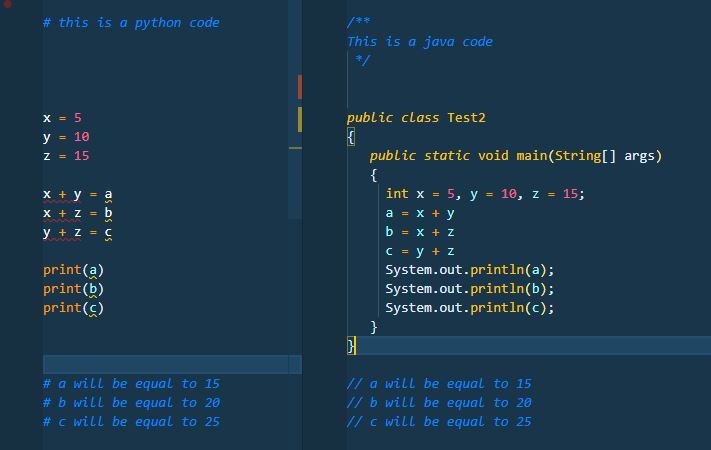 # this is a python code
x = 5
y = 10
z = 15
x + y = a
x + z = b
y + z = c
print(a)
print(b)
print(c)
# a will be equal to 15
# b will be equal to 20
# c will be equal to 25
/**
This is a java code
*/
public class Test2
{
public static void main(String[] args)
{
int x = 5, y = 10, z = 15;
a = x + y
b = x + z
c = y + z
System.out.println(a);
System.out.println(b);
System.out.println(c);
}
}
// a will be equal to 15
// b will be equal to 20
// c will be equal to 25